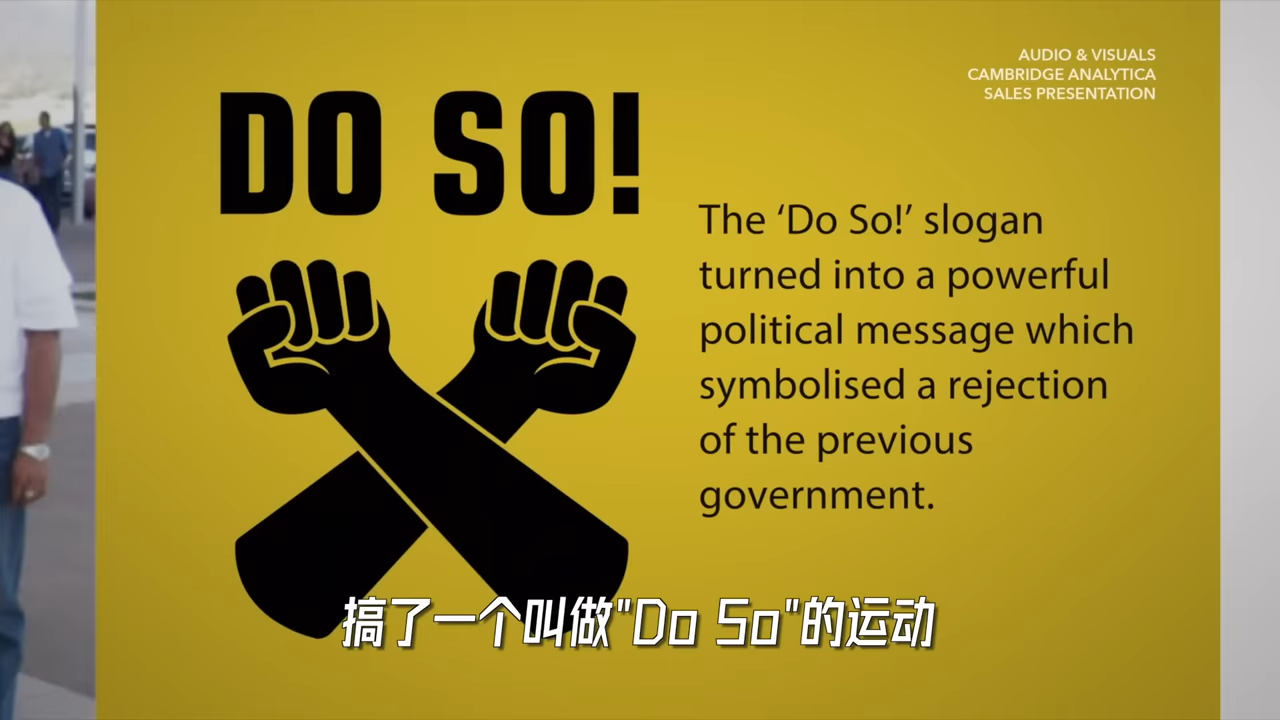 AUDIO & VISUALS
CAMBRIDGE ANALYTICA
SALES PRESENTATION
DO SO!
The ‘Do So!’ slogan
turned into a powerful
political message which
symbolised a rejection
of the previous
government.
搞了一个叫做"Do So"的运动